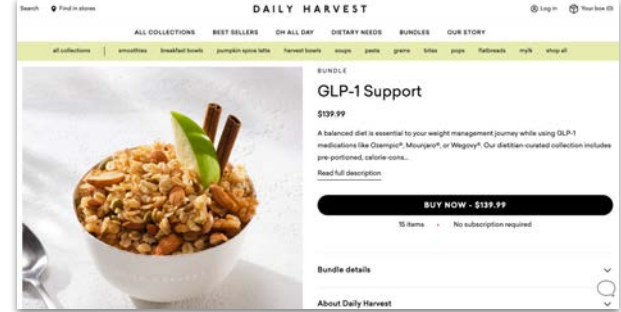 Search Find in stores DAILY HARVEST Log in Your box (0)
ALL COLLECTIONS BEST SELLERS DH ALL DAY DIETARY NEEDS BUNDLES OUR STORY
all collections | smoothies breakfast bowls pumpkin spice latte harvest bowls soups pasta grains bites pops flatbreads mylk shop all
BUNDLE
GLP-1 Support
$139.99
A balanced diet is essential to your weight management journey while using GLP-1
medications like Ozempic®, Mounjaro®, or Wegovy®. Our dietitian-curated collection includes
pre-portioned, calorie-cons...
Read full description
BUY NOW - $139.99
15 items • No subscription required
Bundle details
About Daily Harvest